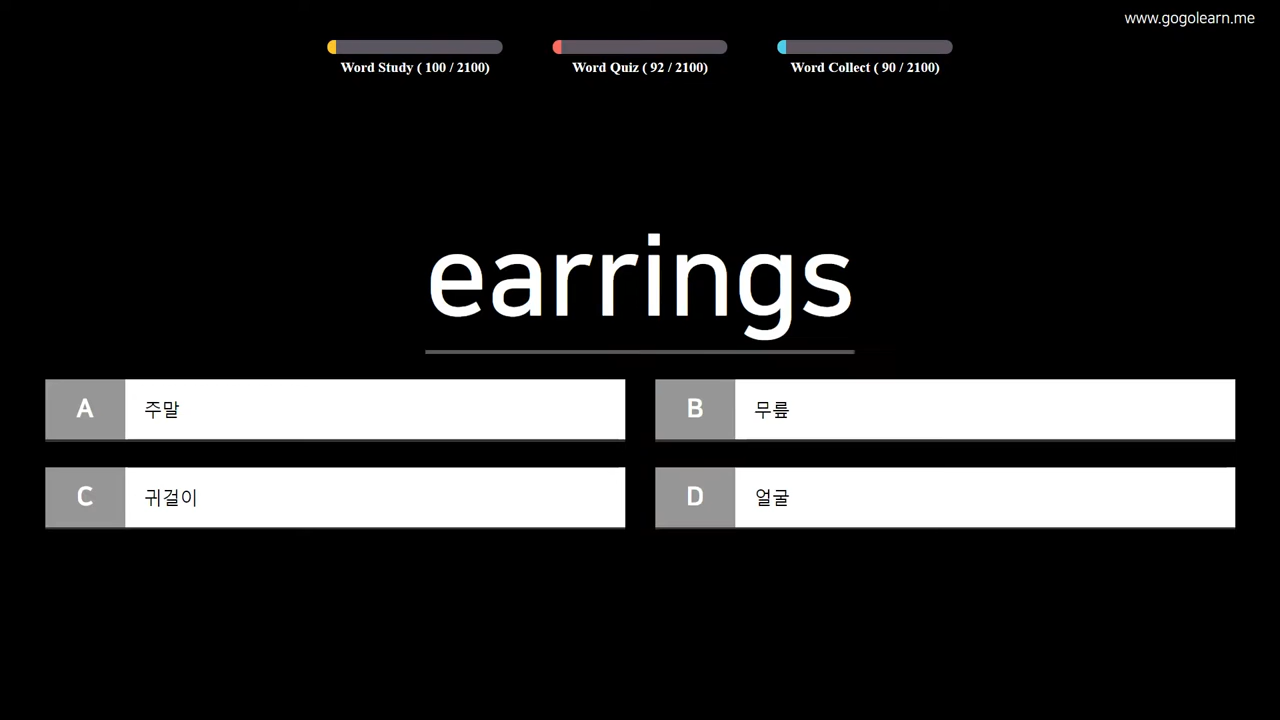 www.gogolearn.me
Word Study ( 100 / 2100)
Word Quiz ( 92 / 2100)
Word Collect ( 90 / 2100)
earrings
A 주말
B 무릎
C 귀걸이
D 얼굴